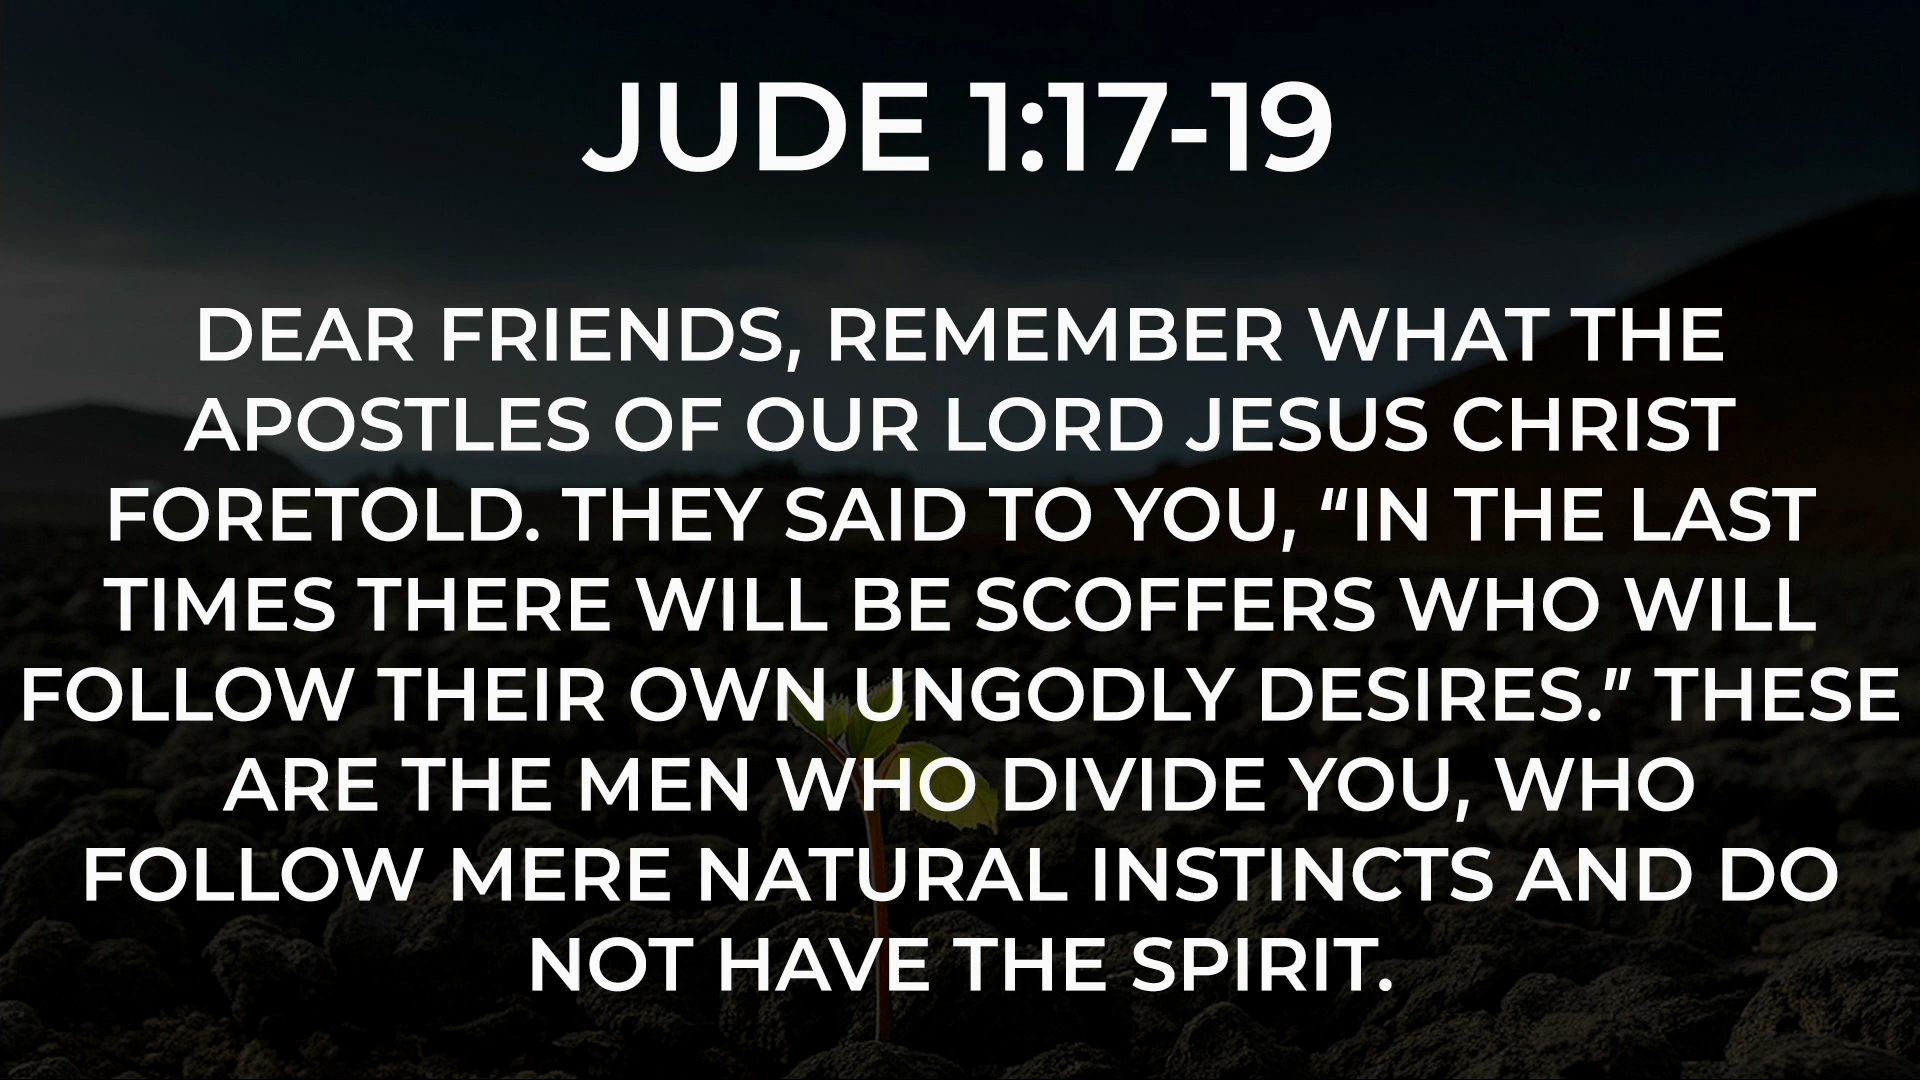 JUDE 1:17-19
DEAR FRIENDS, REMEMBER WHAT THE
APOSTLES OF OUR LORD JESUS CHRIST
FORETOLD. THEY SAID TO YOU, “IN THE LAST
TIMES THERE WILL BE SCOFFERS WHO WILL
FOLLOW THEIR OWN UNGODLY DESIRES.” THESE
ARE THE MEN WHO DIVIDE YOU, WHO
FOLLOW MERE NATURAL INSTINCTS AND DO
NOT HAVE THE SPIRIT.